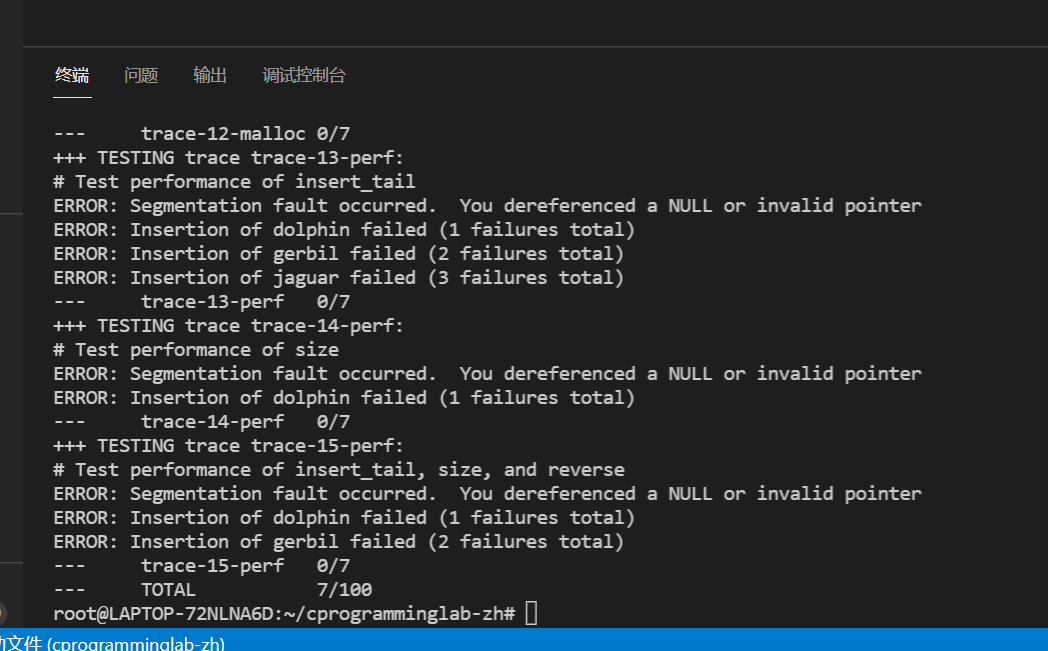 终端 问题 输出 调试控制台
---     trace-12-malloc 0/7
+++ TESTING trace trace-13-perf:
# Test performance of insert_tail
ERROR: Segmentation fault occurred.  You dereferenced a NULL or invalid pointer
ERROR: Insertion of dolphin failed (1 failures total)
ERROR: Insertion of gerbil failed (2 failures total)
ERROR: Insertion of jaguar failed (3 failures total)
---     trace-13-perf   0/7
+++ TESTING trace trace-14-perf:
# Test performance of size
ERROR: Segmentation fault occurred.  You dereferenced a NULL or invalid pointer
ERROR: Insertion of dolphin failed (1 failures total)
---     trace-14-perf   0/7
+++ TESTING trace trace-15-perf:
# Test performance of insert_tail, size, and reverse
ERROR: Segmentation fault occurred.  You dereferenced a NULL or invalid pointer
ERROR: Insertion of dolphin failed (1 failures total)
ERROR: Insertion of gerbil failed (2 failures total)
---     trace-15-perf   0/7
---     TOTAL           7/100
root@LAPTOP-72NLNA6D:~/cprogramminglab-zh#
文件 (cprogramminglab-zh)